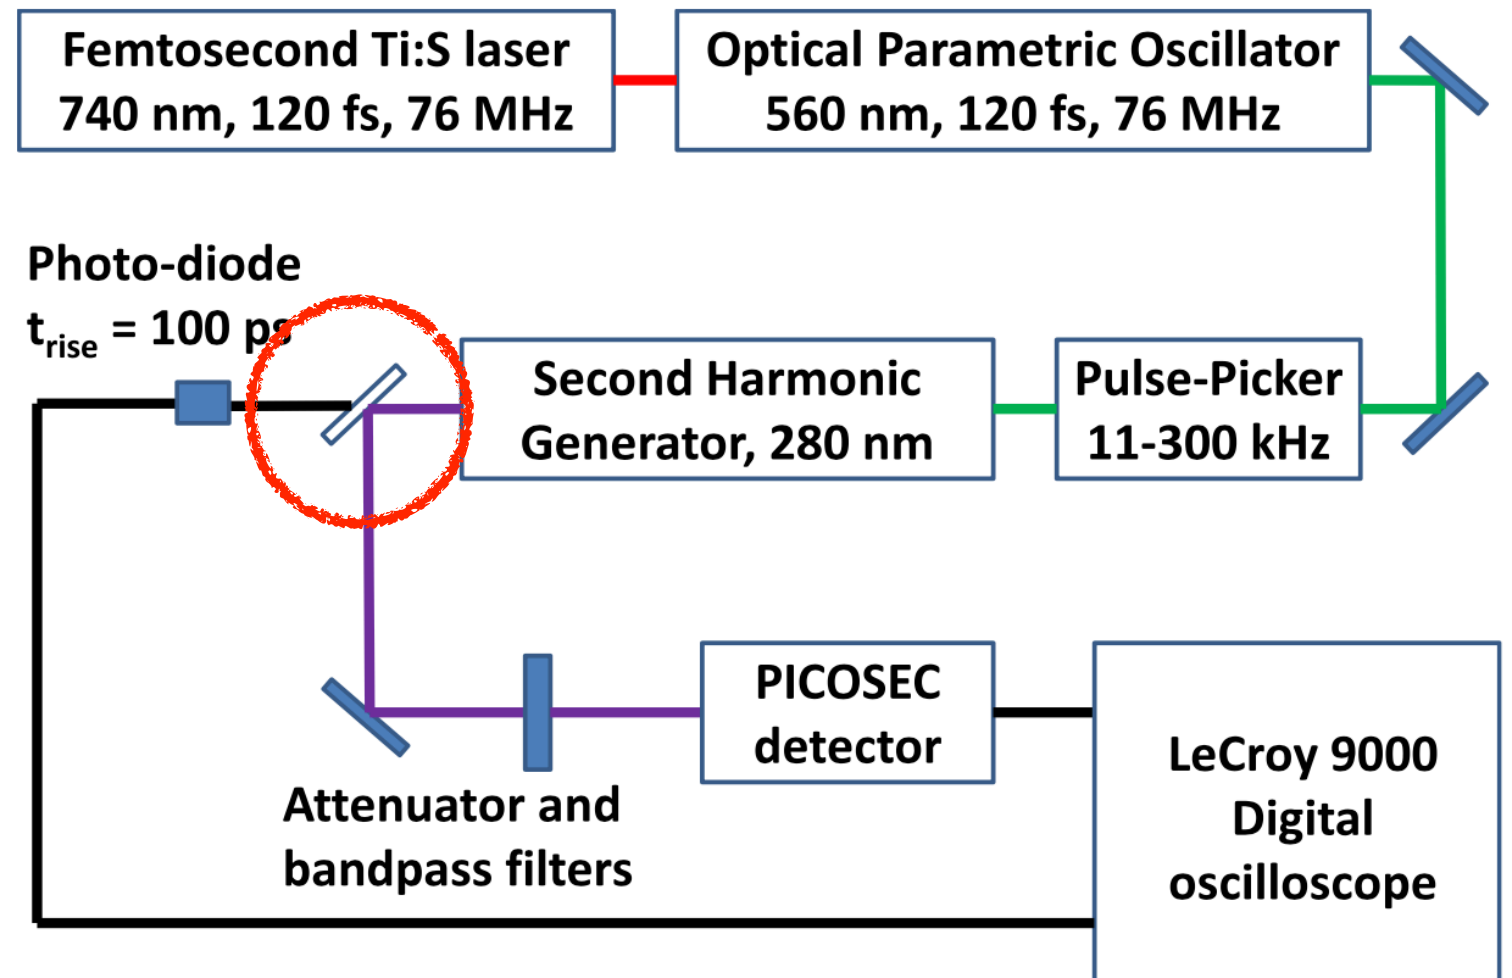 Femtosecond Ti:S laser
740 nm, 120 fs, 76 MHz
Optical Parametric Oscillator
560 nm, 120 fs, 76 MHz
Photo-diode
t_rise = 100 ps
Second Harmonic
Generator, 280 nm
Pulse-Picker
11-300 kHz
PICOSEC
detector
Attenuator and
bandpass filters
LeCroy 9000
Digital
oscilloscope